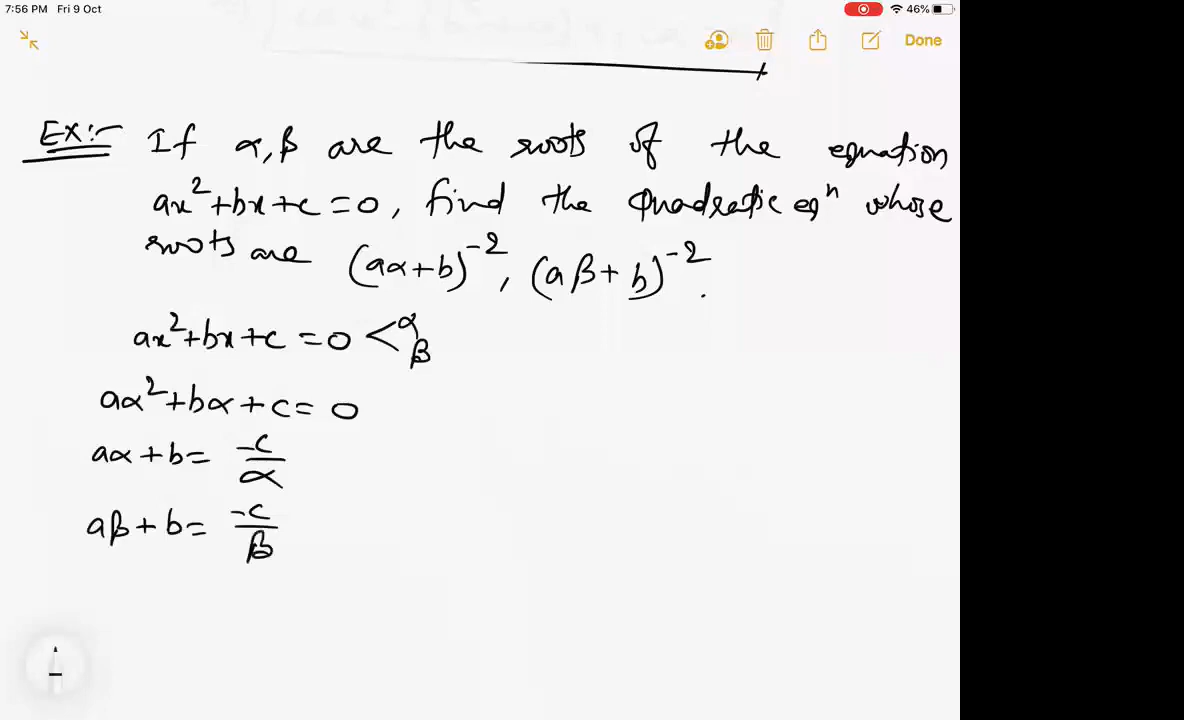 7:56 PM Fri 9 Oct
46%
Done
Ex:- If α, β are the roots of the equation
ax²+bx+c=0, find the quadratic eqⁿ whose
roots are (aα+b)⁻², (aβ+b)⁻².
ax²+bx+c=0 < α β
aα²+bα+c=0
aα+b= -c/α
aβ+b= -c/β